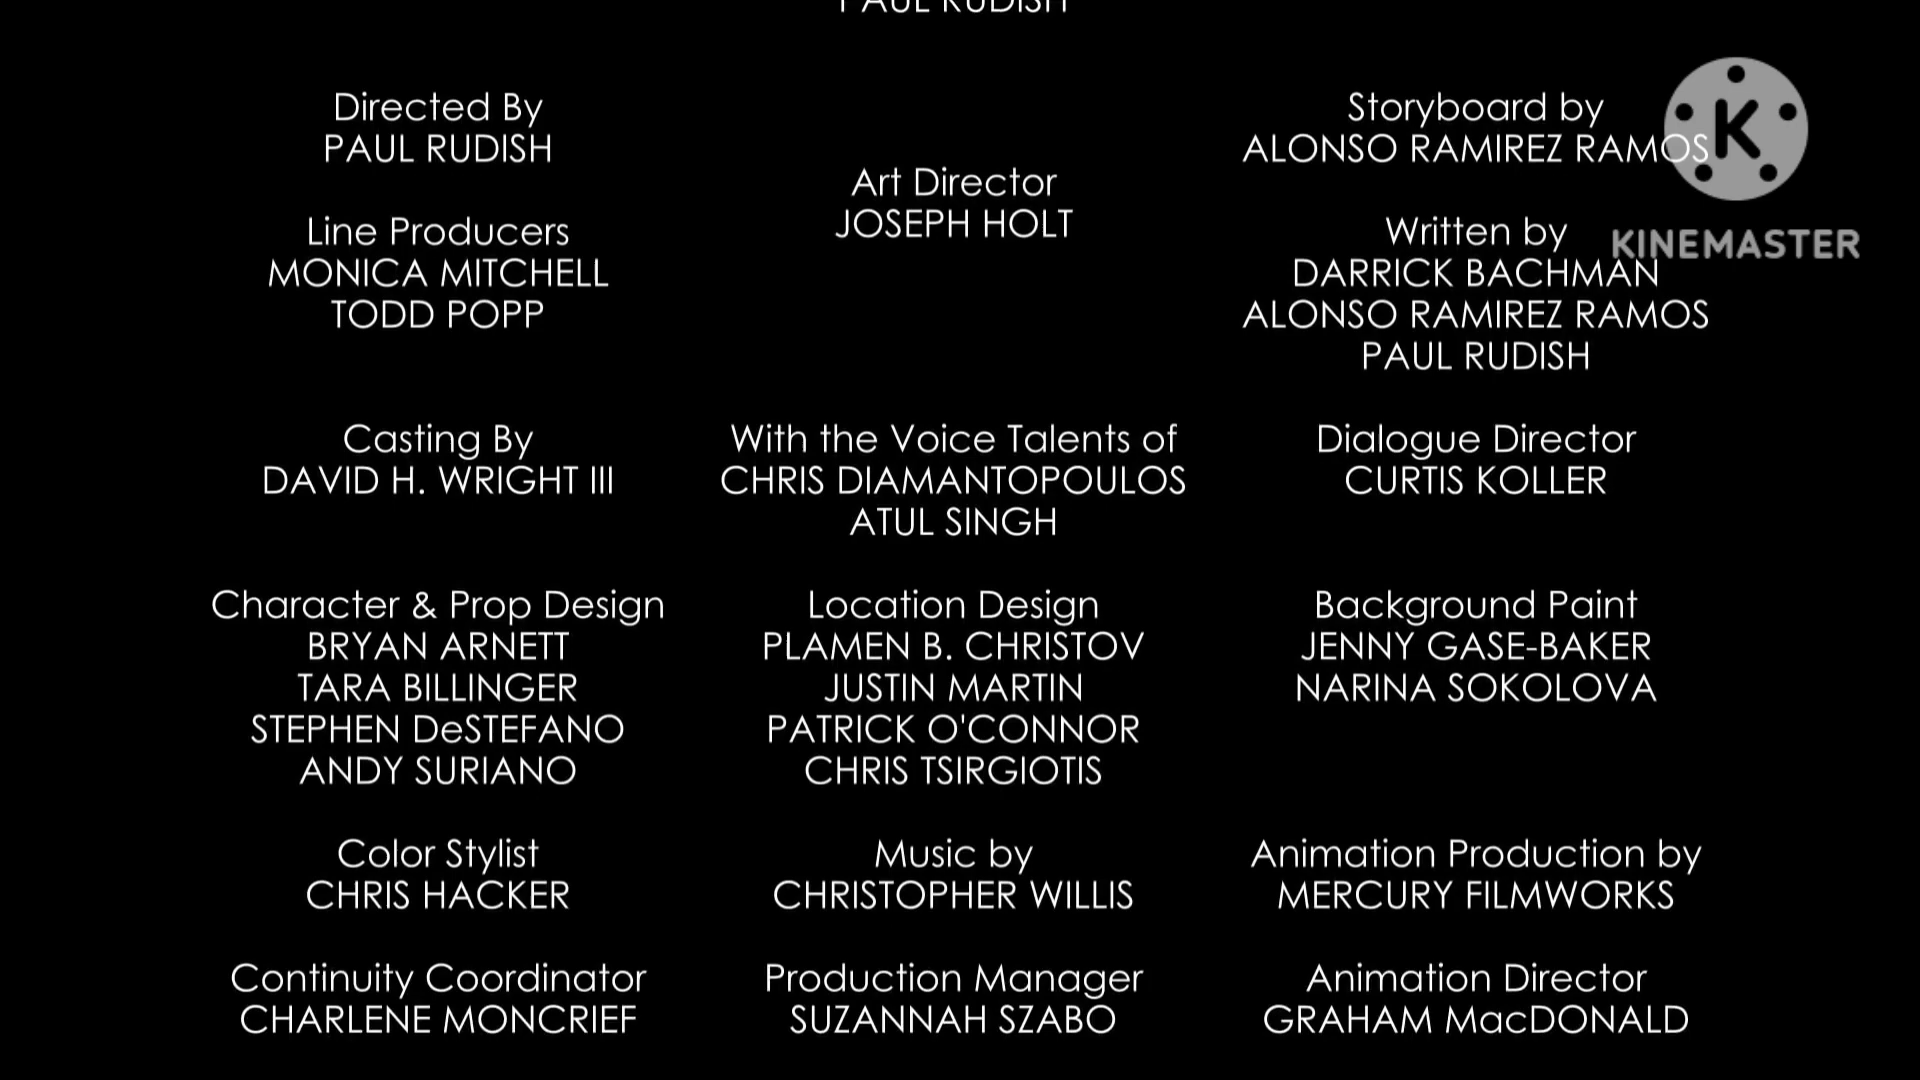 PAUL RUDISH
Directed By
PAUL RUDISH
Line Producers
MONICA MITCHELL
TODD POPP
Art Director
JOSEPH HOLT
Storyboard by
ALONSO RAMIREZ RAMOS
Written by
DARRICK BACHMAN
ALONSO RAMIREZ RAMOS
PAUL RUDISH
K
KINEMASTER
Casting By
DAVID H. WRIGHT III
With the Voice Talents of
CHRIS DIAMANTOPOULOS
ATUL SINGH
Dialogue Director
CURTIS KOLLER
Character & Prop Design
BRYAN ARNETT
TARA BILLINGER
STEPHEN DeSTEFANO
ANDY SURIANO
Location Design
PLAMEN B. CHRISTOV
JUSTIN MARTIN
PATRICK O'CONNOR
CHRIS TSIRGIOTIS
Background Paint
JENNY GASE-BAKER
NARINA SOKOLOVA
Color Stylist
CHRIS HACKER
Music by
CHRISTOPHER WILLIS
Animation Production by
MERCURY FILMWORKS
Continuity Coordinator
CHARLENE MONCRIEF
Production Manager
SUZANNAH SZABO
Animation Director
GRAHAM MacDONALD